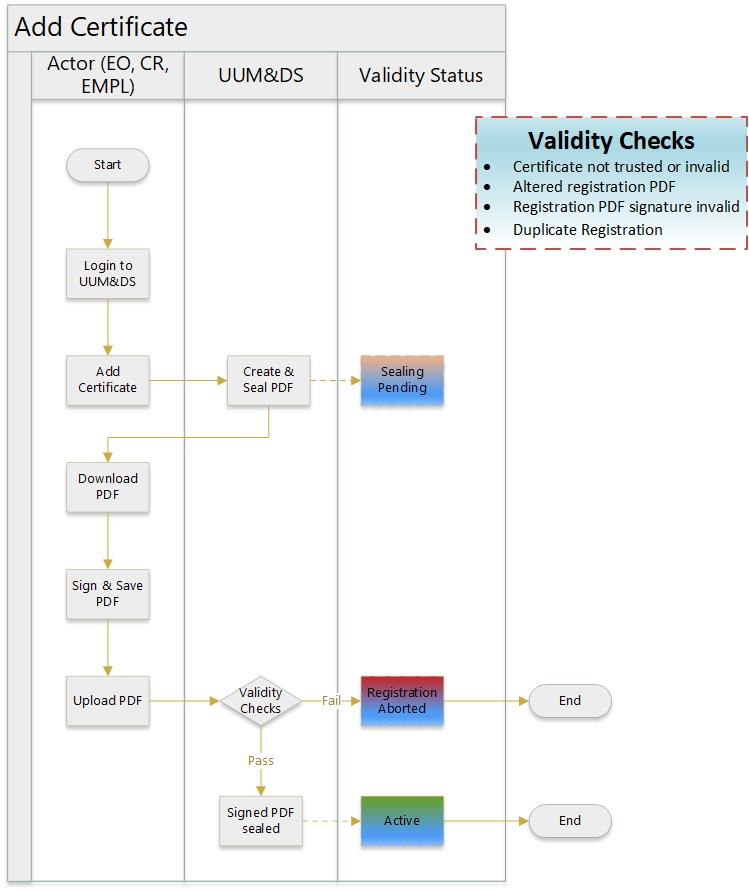 Add Certificate
Actor (EO, CR,
EMPL)
UUM&DS
Validity Status
Validity Checks
• Certificate not trusted or invalid
• Altered registration PDF
• Registration PDF signature invalid
• Duplicate Registration
Start
Login to
UUM&DS
Add
Certificate
Create &
Seal PDF
Sealing
Pending
Download
PDF
Sign & Save
PDF
Upload PDF
Validity
Checks
Fail
Registration
Aborted
End
Pass
Signed PDF
sealed
Active
End